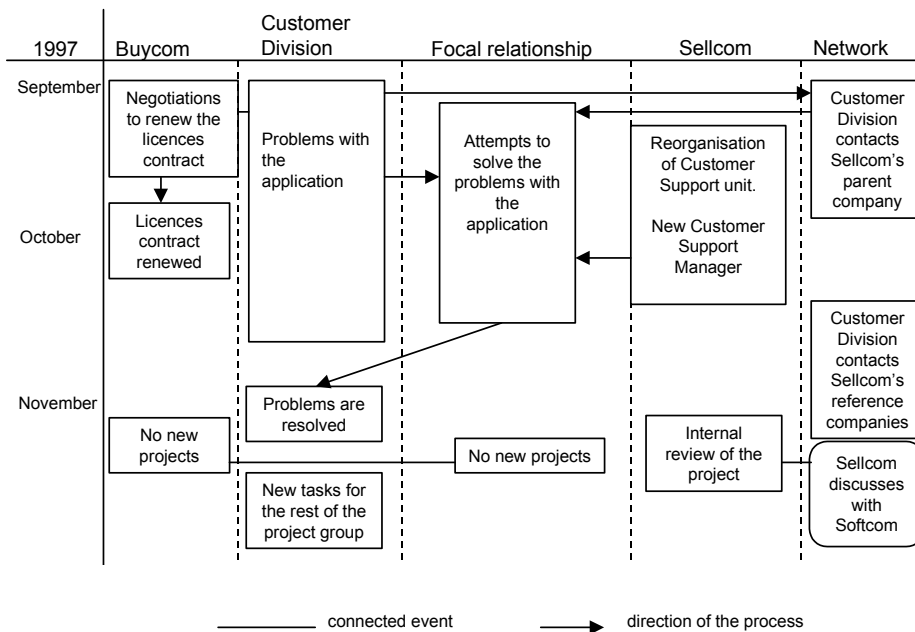 1997
Buycom
Customer
Division
Focal relationship
Sellcom
Network
September
October
November
Negotiations
to renew the
licences
contract
Licences
contract
renewed
No new
projects
Problems with
the
application
Problems are
resolved
New tasks for
the rest of the
project group
Attempts to
solve the
problems with
the
application
No new projects
Reorganisation
of Customer
Support unit.
New Customer
Support
Manager
Internal
review of the
project
Customer
Division
contacts
Sellcom's
parent
company
Customer
Division
contacts
Sellcom's
reference
companies
Sellcom
discusses
with
Softcom
connected event
direction of the process